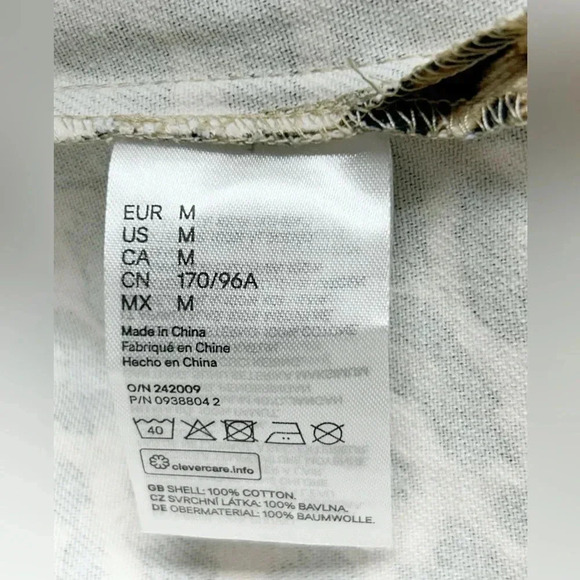 EUR M
US M
CA M
CN 170/96A
MX M
Made in China
Fabriqué en Chine
Hecho en China
O/N 242009
P/N 0938804 2
40
clevercare.info
GB SHELL: 100% COTTON.
CZ SVRCHNÍ LÁTKA: 100% BAVLNA.
DE OBERMATERIAL: 100% BAUMWOLLE.